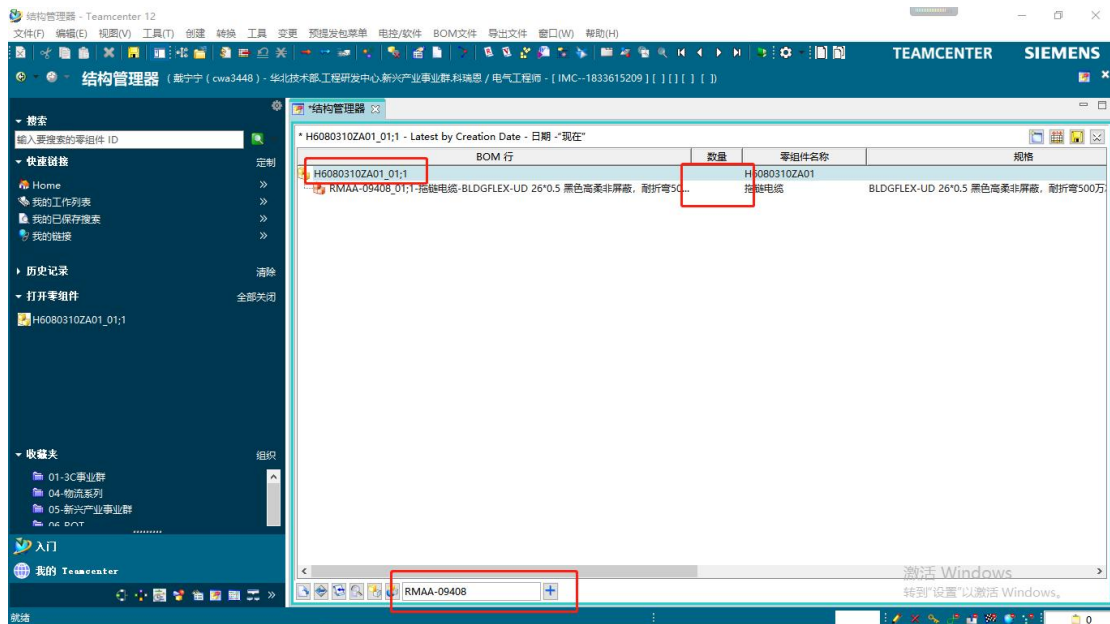 结构管理器 - Teamcenter 12
文件(F) 编辑(E) 视图(V) 工具(T) 创建 转换 工具 变更 预提发包菜单 电控/软件 BOM文件 导出文件 窗口(W) 帮助(H)
TEAMCENTER SIEMENS
结构管理器 ( 戴宁宁 ( cwa3448 ) - 华北技术部.工程研发中心.新兴产业事业群.科瑞恩 / 电气工程师 - [ IMC--1833615209 ] [ ] [ ] [ ] [ ])
*结构管理器
搜索
输入要搜索的零组件 ID
* H6080310ZA01_01;1 - Latest by Creation Date - 日期 -"现在"
快速链接 定制
BOM 行 数量 零组件名称 规格
H6080310ZA01_01;1 H6080310ZA01
RMAA-09408_01;1-拖链电缆-BLDGFLEX-UD 26*0.5 黑色高柔非屏蔽，耐折弯50... 拖链电缆 BLDGFLEX-UD 26*0.5 黑色高柔非屏蔽，耐折弯500万
Home
我的工作列表
我的已保存搜索
我的链接
历史记录 清除
打开零组件 全部关闭
H6080310ZA01_01;1
收藏夹 组织
01-3C事业群
04-物流系列
05-新兴产业事业群
06-ROT
入门
我的 Teamcenter
RMAA-09408
激活 Windows
转到"设置"以激活 Windows。
就绪
0